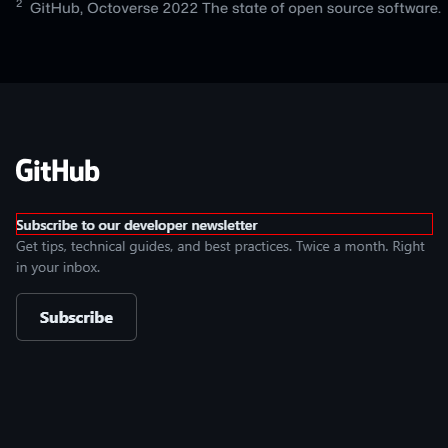 2 GitHub, Octoverse 2022 The state of open source software.
GitHub
Subscribe to our developer newsletter
Get tips, technical guides, and best practices. Twice a month. Right
in your inbox.
Subscribe